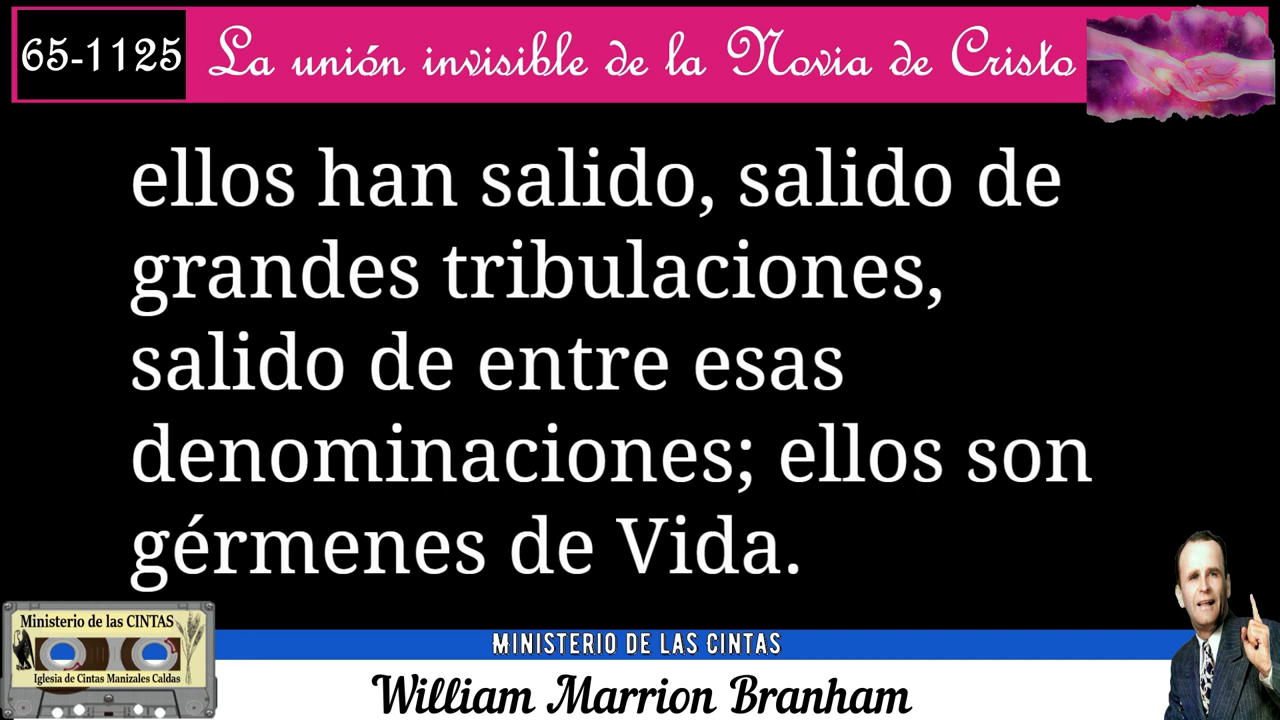 65-1125 La unión invisible de la Novia de Cristo
ellos han salido, salido de
grandes tribulaciones,
salido de entre esas
denominaciones; ellos son
gérmenes de Vida.
Ministerio de las CINTAS
Iglesia de Cintas Manizales Caldas
MINISTERIO DE LAS CINTAS
William Marrion Branham